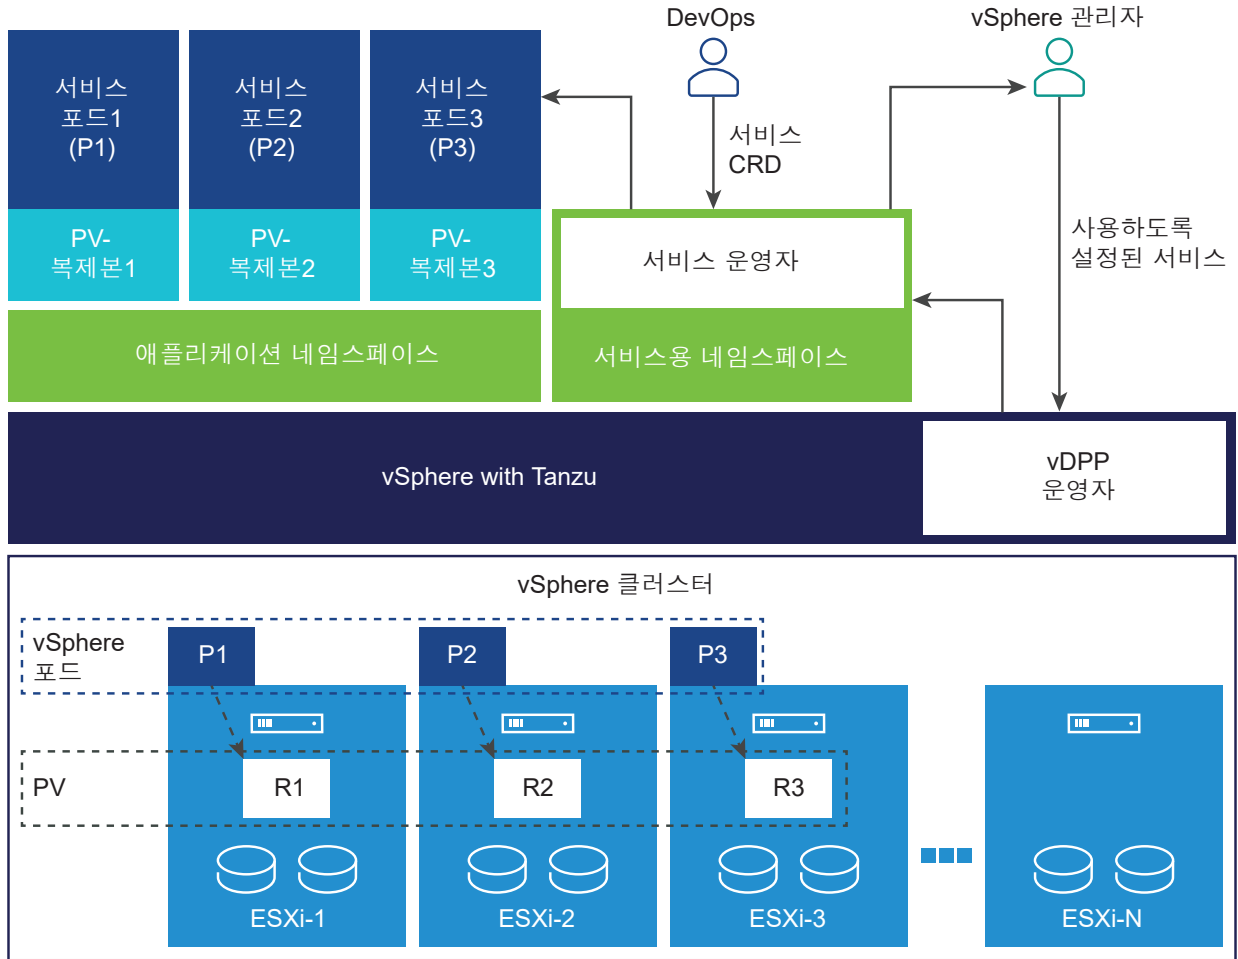 DevOps
vSphere 관리자
서비스
포드1
(P1)
서비스
포드2
(P2)
서비스
포드3
(P3)
서비스
CRD
PV-
복제본1
PV-
복제본2
PV-
복제본3
서비스 운영자
사용하도록
설정된 서비스
애플리케이션 네임스페이스
서비스용 네임스페이스
vSphere with Tanzu
vDPP
운영자
vSphere 클러스터
vSphere
포드
P1
P2
P3
PV
R1
R2
R3
ESXi-1
ESXi-2
ESXi-3
ESXi-N